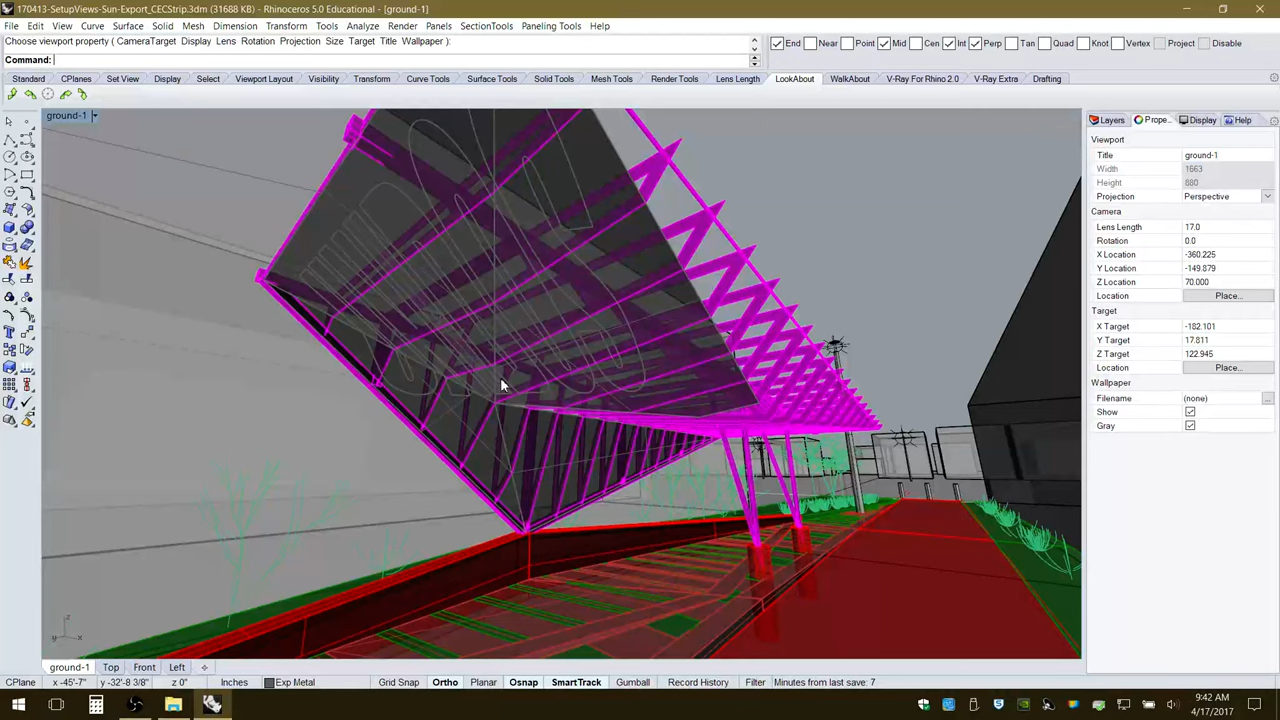 170413-SetupViews-Sun-Export_CECStrip.3dm (31688 KB) - Rhinoceros 5.0 Educational - [ground-1]
File Edit View Curve Surface Solid Mesh Dimension Transform Tools Analyze Render Panels SectionTools Paneling Tools Help
Choose viewport property ( CameraTarget Display Lens Rotation Projection Size Target Title Wallpaper ):
Command:
End Near Point Mid Cen Int Perp Tan Quad Knot Vertex Project Disable
Standard CPlanes Set View Display Select Viewport Layout Visibility Transform Curve Tools Surface Tools Solid Tools Mesh Tools Render Tools Lens Length LookAbout WalkAbout V-Ray For Rhino 2.0 V-Ray Extra Drafting
ground-1
Layers Prope... Display Help
Viewport
Title ground-1
Width 1663
Height 880
Projection Perspective
Camera
Lens Length 17.0
Rotation 0.0
X Location -360.225
Y Location -149.879
Z Location 70.000
Location Place...
Target
X Target -182.101
Y Target 17.811
Z Target 122.945
Location Place...
Wallpaper
Filename (none) ...
Show
Gray
z
y x
ground-1 Top Front Left
CPlane x -45'-7" y -32'-8 3/8" z 0" Inches Exp Metal Grid Snap Ortho Planar Osnap SmartTrack Gumball Record History Filter Minutes from last save: 7
9:42 AM
4/17/2017